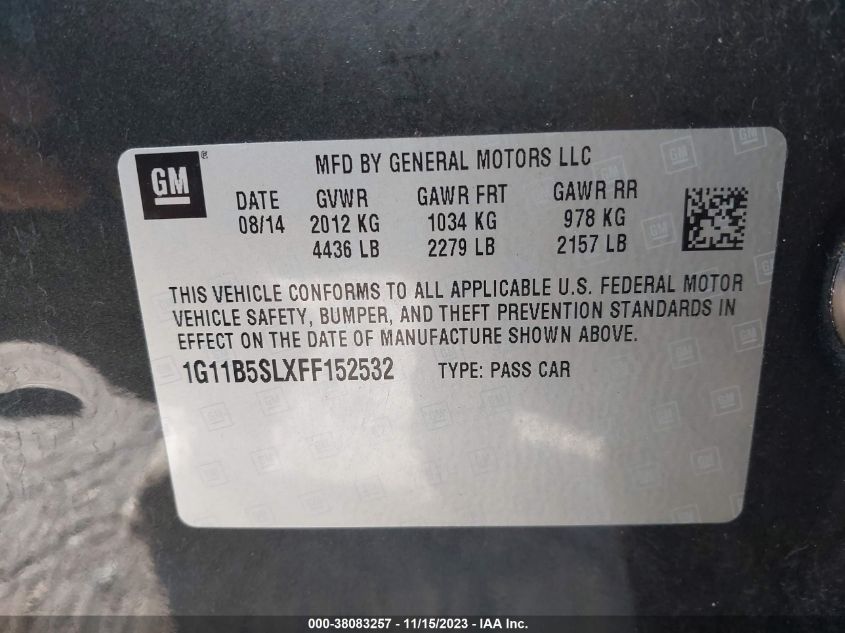 GM®
MFD BY GENERAL MOTORS LLC
DATE GVWR GAWR FRT GAWR RR
08/14 2012 KG 1034 KG 978 KG
4436 LB 2279 LB 2157 LB
THIS VEHICLE CONFORMS TO ALL APPLICABLE U.S. FEDERAL MOTOR
VEHICLE SAFETY, BUMPER, AND THEFT PREVENTION STANDARDS IN
EFFECT ON THE DATE OF MANUFACTURE SHOWN ABOVE.
1G11B5SLXFF152532 TYPE: PASS CAR
000-38083257 - 11/15/2023 - IAA Inc.